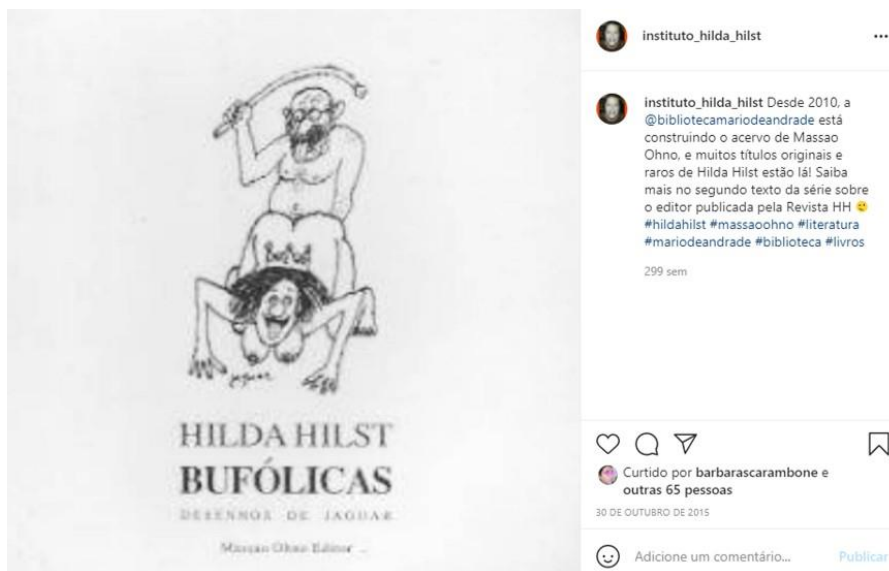 jaguar
HILDA HILST
BUFÓLICAS
DESENHOS DE JAGUAR
Massao Ohno Editor
instituto_hilda_hilst
instituto_hilda_hilst Desde 2010, a
@bibliotecamariodeandrade está
construindo o acervo de Massao
Ohno, e muitos títulos originais e
raros de Hilda Hilst estão lá! Saiba
mais no segundo texto da série sobre
o editor publicada pela Revista HH
#hildahilst #massaoohno #literatura
#mariodeandrade #biblioteca #livros
299 sem
Curtido por barbarascarambone e
outras 65 pessoas
30 DE OUTUBRO DE 2015
Adicione um comentário... Publicar